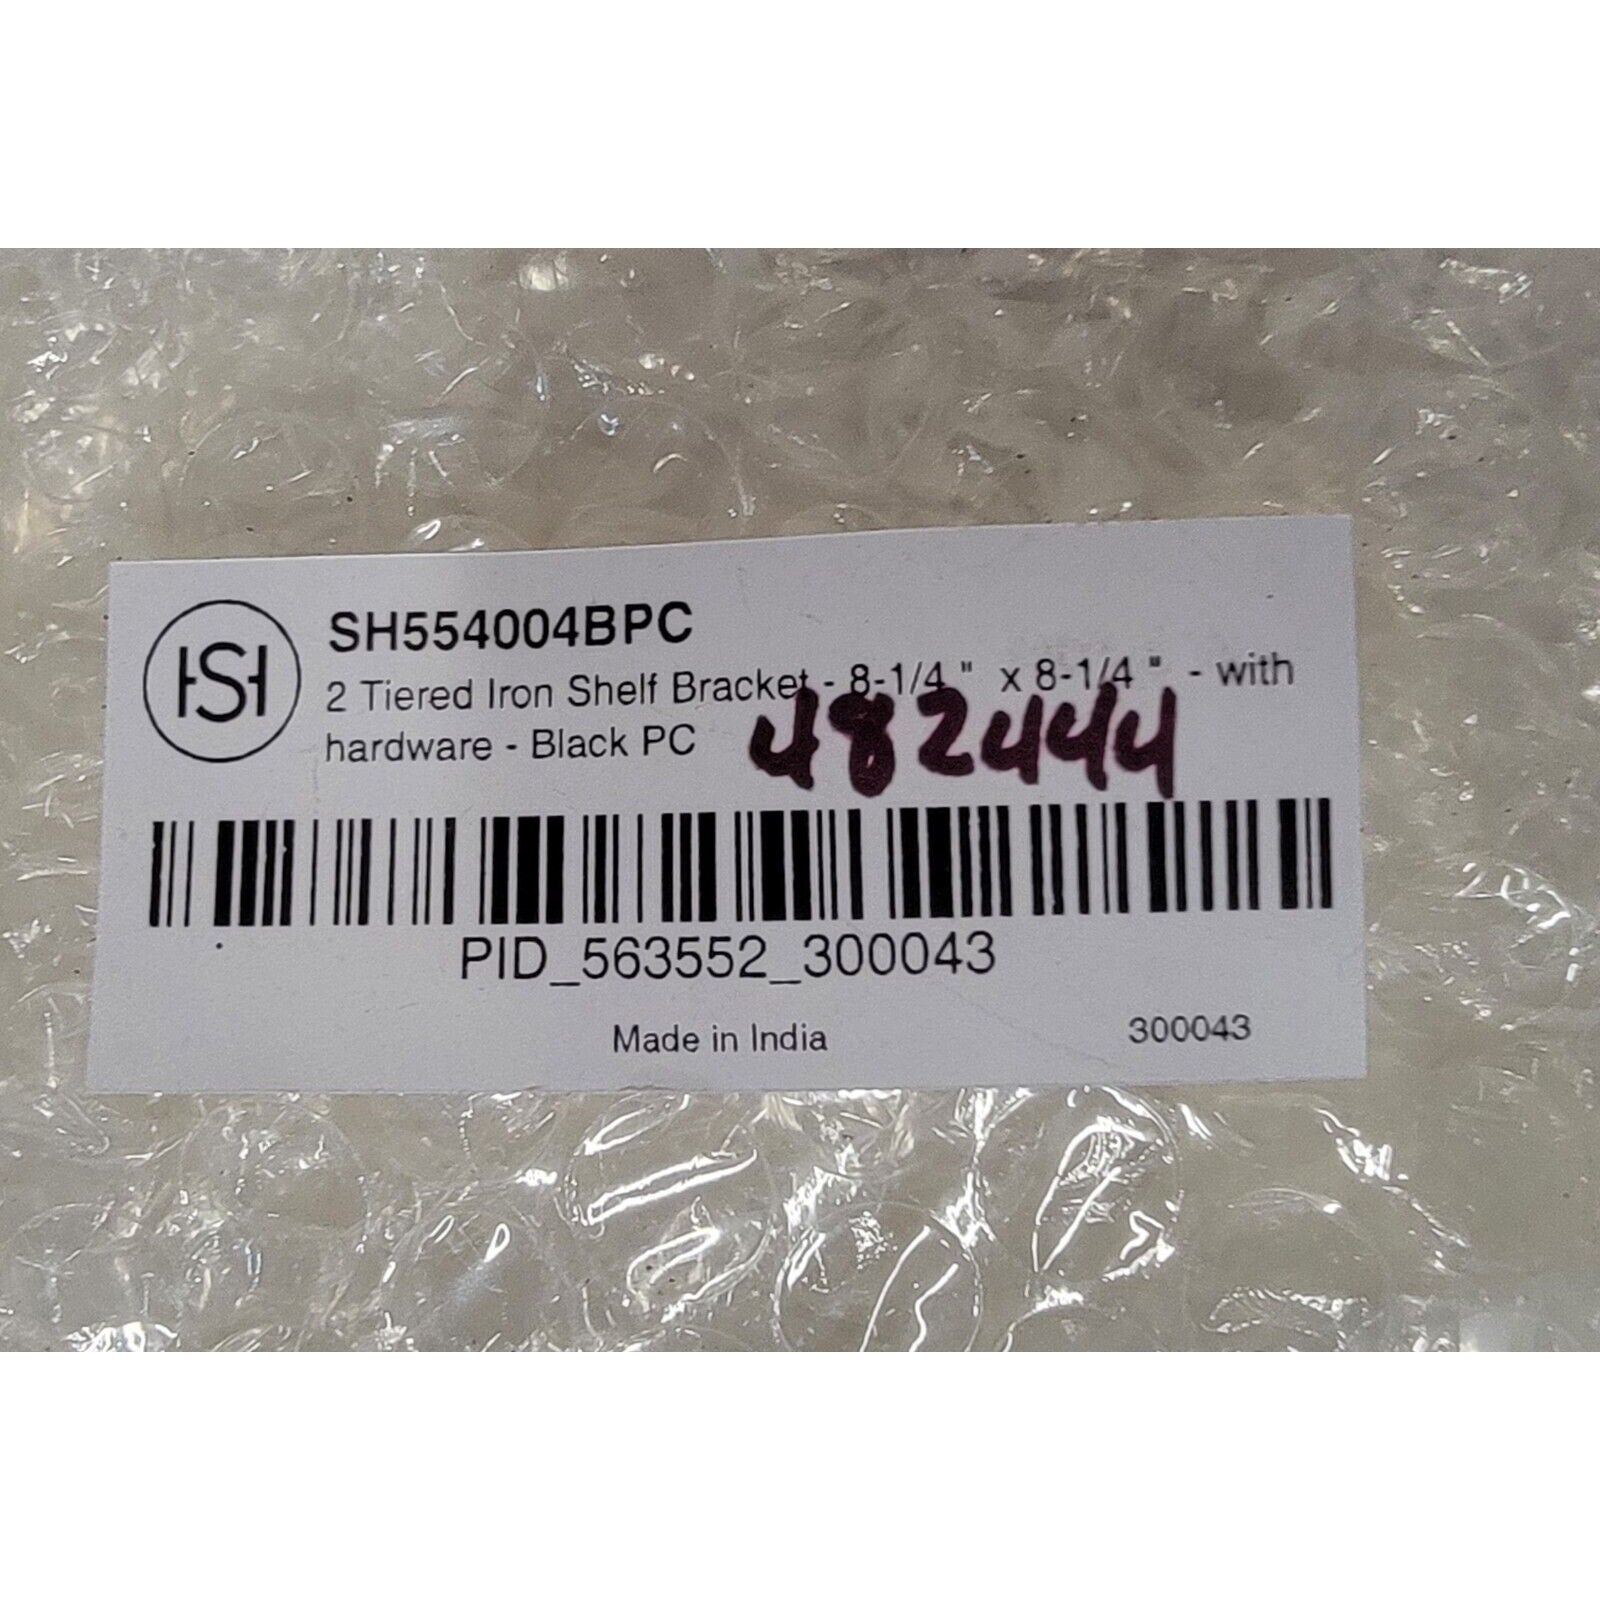 HSH
SH554004BPC
2 Tiered Iron Shelf Bracket - 8-1/4 " x 8-1/4 " - with
hardware - Black PC
482444
PID_563552_300043
Made in India
300043